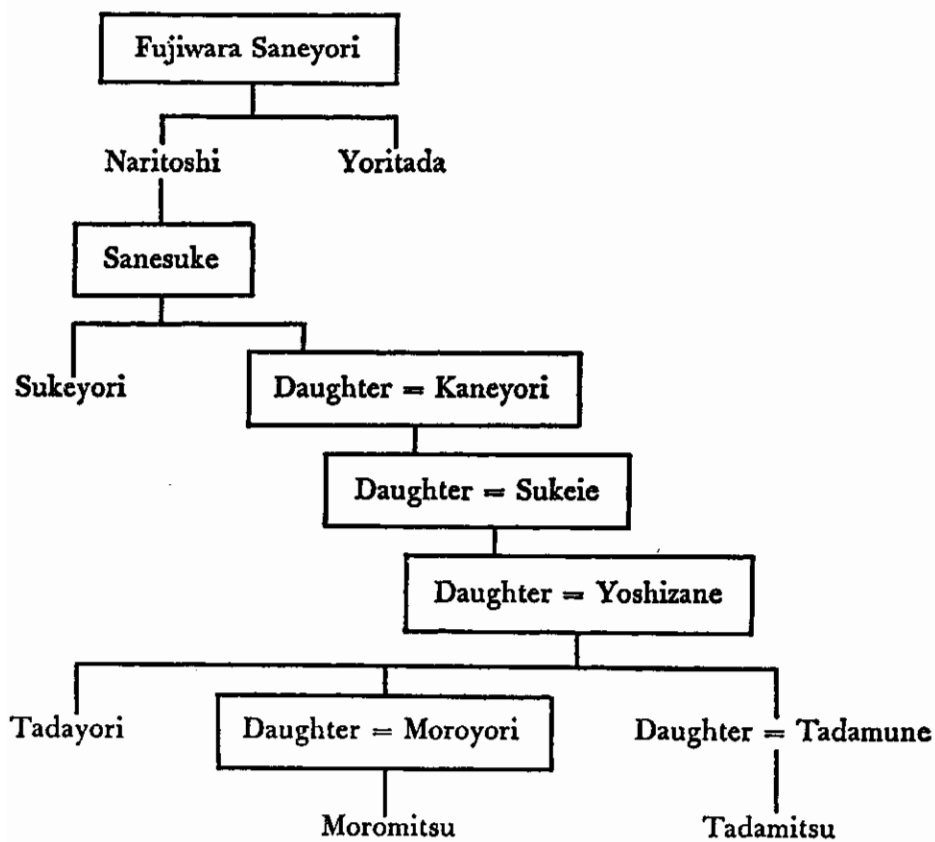 Fujiwara Saneyori
Naritoshi Yoritada
Sanesuke
Sukeyori Daughter = Kaneyori
Daughter = Sukeie
Daughter = Yoshizane
Tadayori Daughter = Moroyori Daughter = Tadamune
Moromitsu Tadamitsu